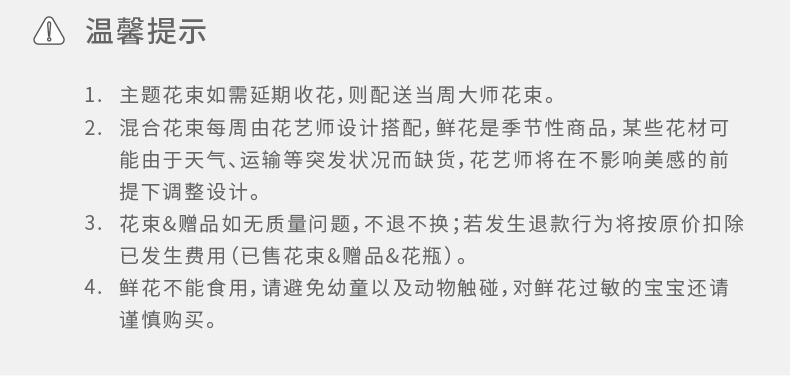 温馨提示
1. 主题花束如需延期收花,则配送当周大师花束。
2. 混合花束每周由花艺师设计搭配,鲜花是季节性商品,某些花材可
能由于天气、运输等突发状况而缺货,花艺师将在不影响美感的前
提下调整设计。
3. 花束&赠品如无质量问题,不退不换;若发生退款行为将按原价扣除
已发生费用(已售花束&赠品&花瓶)。
4. 鲜花不能食用,请避免幼童以及动物触碰,对鲜花过敏的宝宝还请
谨慎购买。